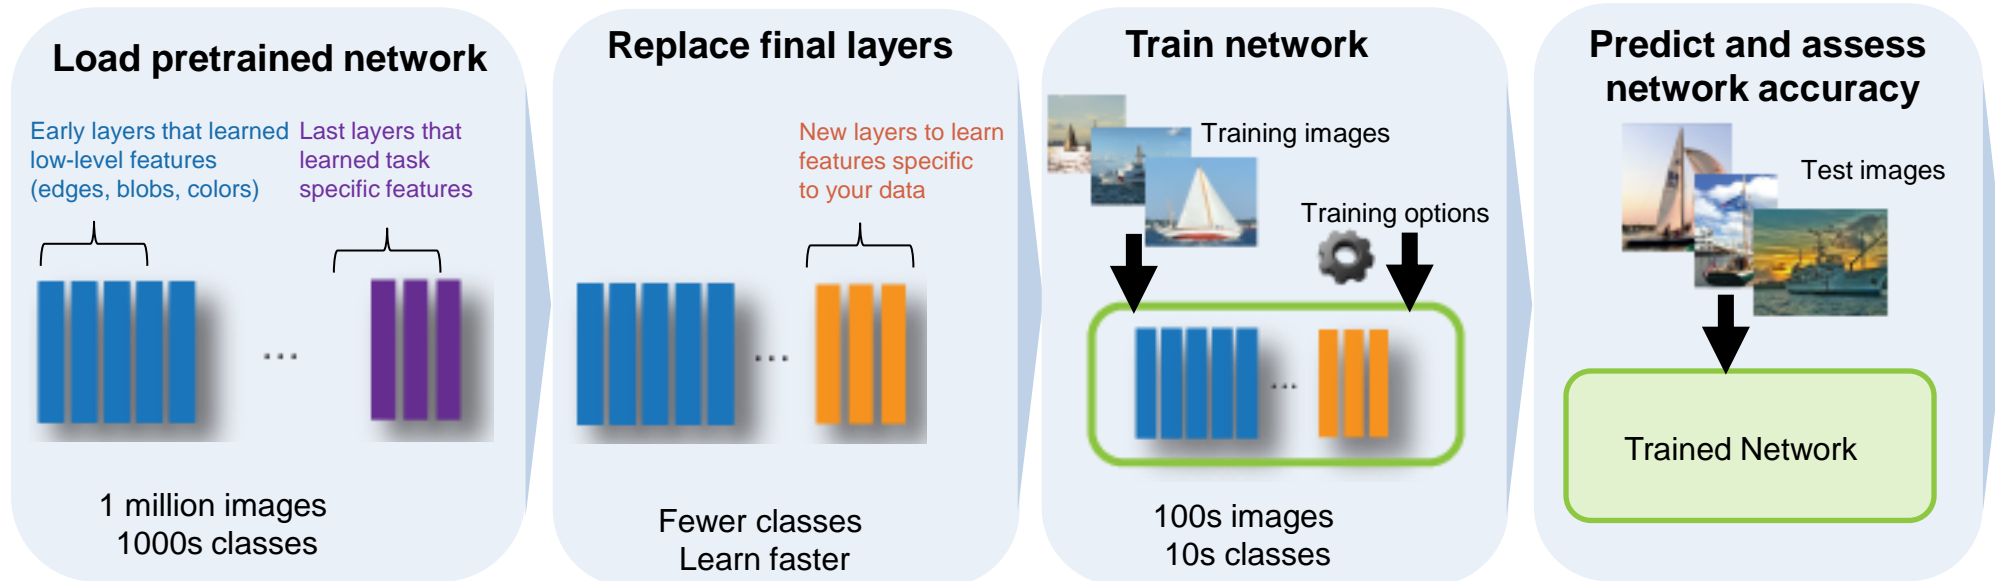 Load pretrained network
Early layers that learned
low-level features
(edges, blobs, colors)
Last layers that
learned task
specific features
...
1 million images
1000s classes
Replace final layers
New layers to learn
features specific
to your data
...
Fewer classes
Learn faster
Train network
Training images
Training options
...
100s images
10s classes
Predict and assess
network accuracy
Test images
Trained Network